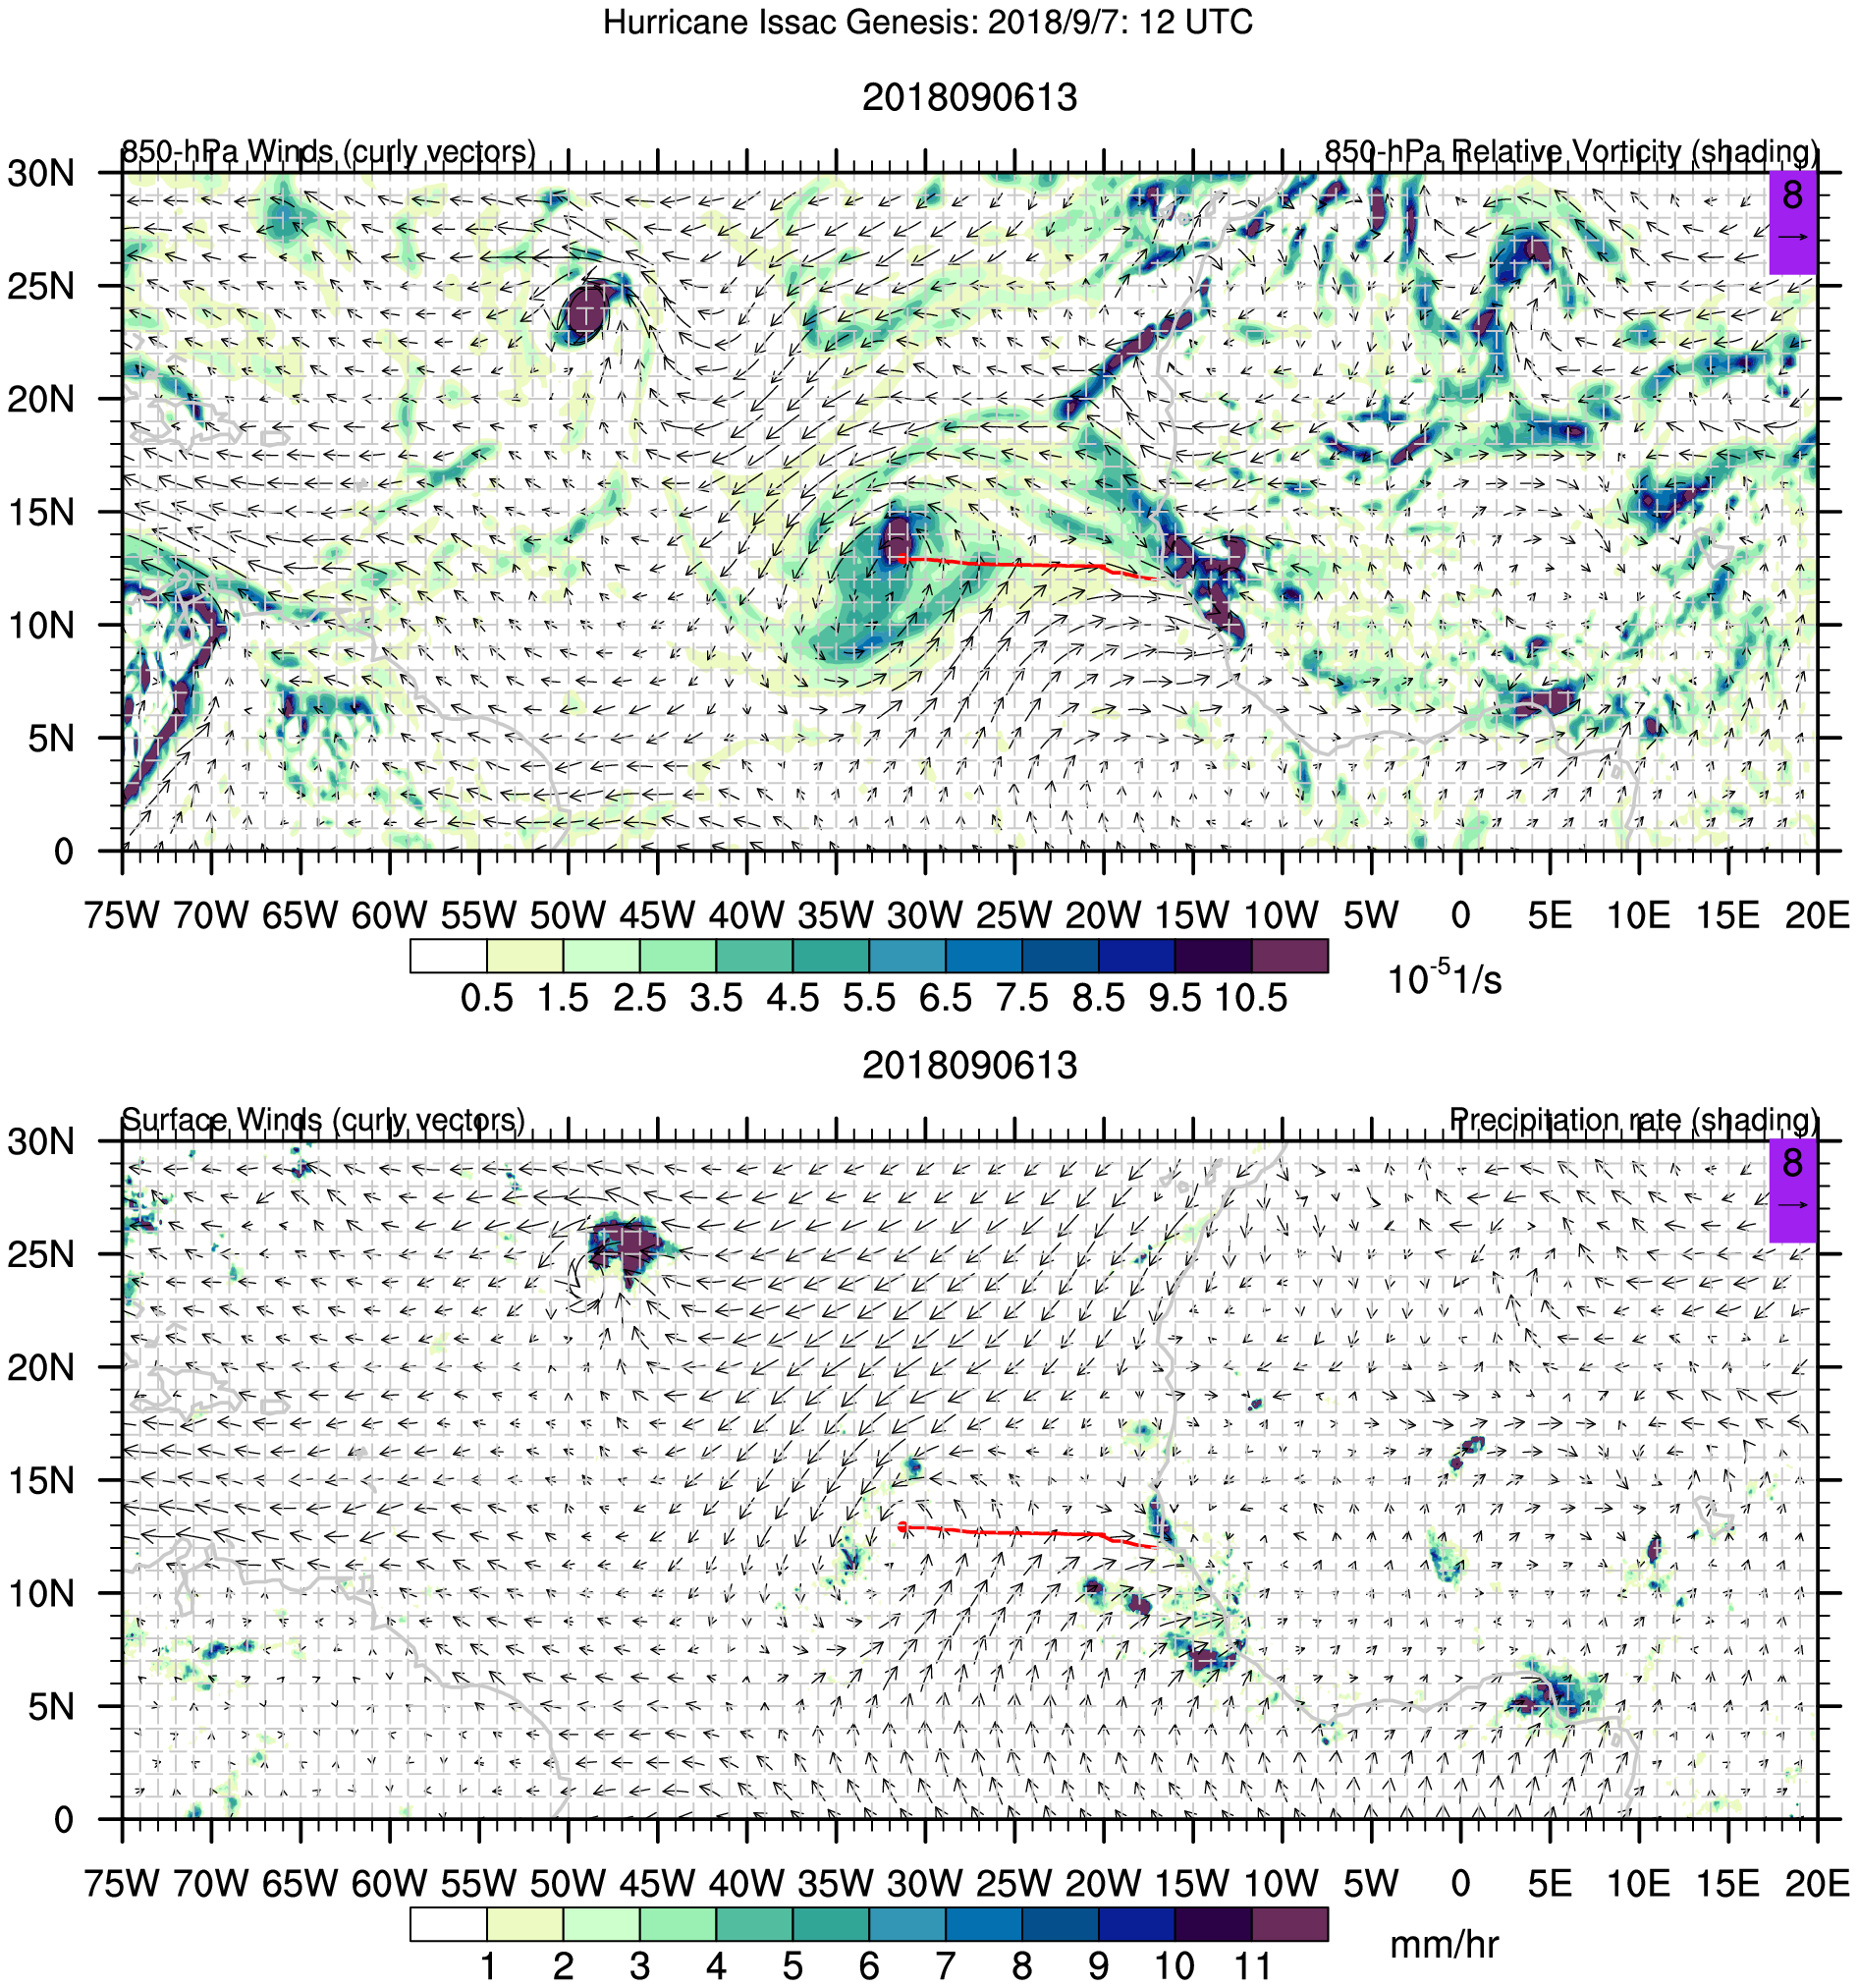 Hurricane Issac Genesis: 2018/9/7: 12 UTC
2018090613
850-hPa Winds (curly vectors) 850-hPa Relative Vorticity (shading)
8
30N
25N
20N
15N
10N
5N
0
75W 70W 65W 60W 55W 50W 45W 40W 35W 30W 25W 20W 15W 10W 5W 0 5E 10E 15E 20E
0.5 1.5 2.5 3.5 4.5 5.5 6.5 7.5 8.5 9.5 10.5
10⁻⁵1/s
2018090613
Surface Winds (curly vectors) Precipitation rate (shading)
8
30N
25N
20N
15N
10N
5N
0
75W 70W 65W 60W 55W 50W 45W 40W 35W 30W 25W 20W 15W 10W 5W 0 5E 10E 15E 20E
1 2 3 4 5 6 7 8 9 10 11
mm/hr